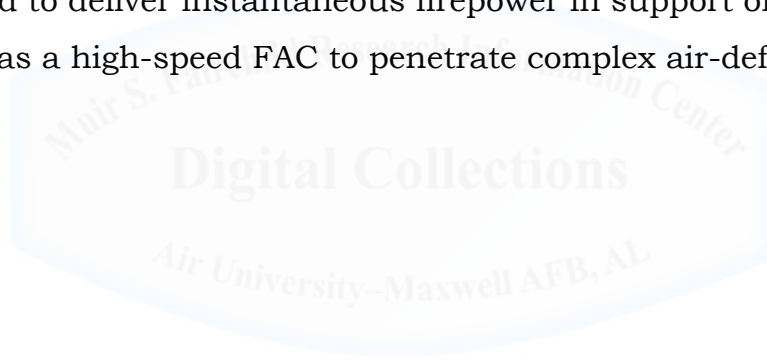 d to deliver instantaneous firepower in support of
as a high-speed FAC to penetrate complex air-def
Muir S. Fairchild Research Information Center
Digital Collections
Air University–Maxwell AFB, AL